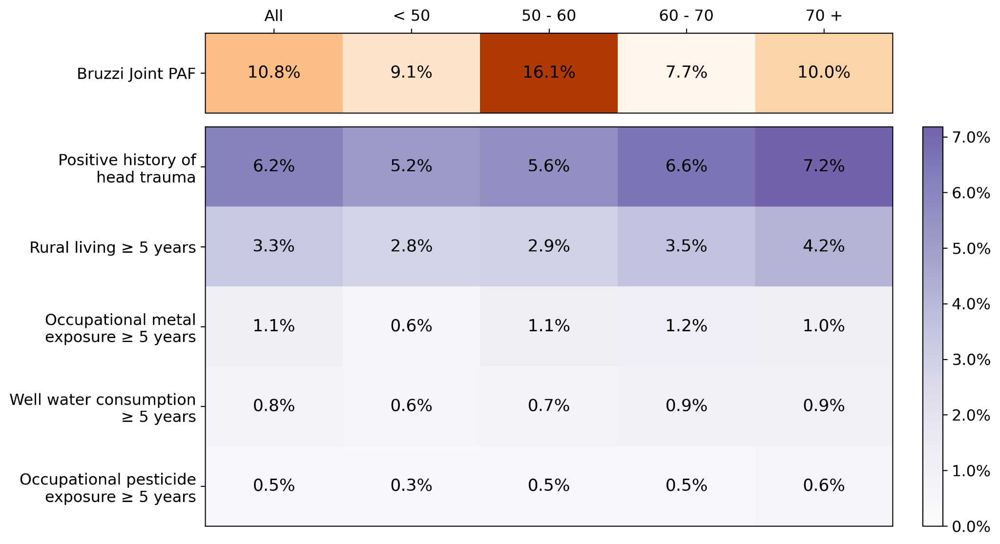 All < 50 50 - 60 60 - 70 70 +
Bruzzi Joint PAF 10.8% 9.1% 16.1% 7.7% 10.0%
Positive history of
head trauma
6.2% 5.2% 5.6% 6.6% 7.2%
Rural living ≥ 5 years 3.3% 2.8% 2.9% 3.5% 4.2%
Occupational metal
exposure ≥ 5 years
1.1% 0.6% 1.1% 1.2% 1.0%
Well water consumption
≥ 5 years
0.8% 0.6% 0.7% 0.9% 0.9%
Occupational pesticide
exposure ≥ 5 years
0.5% 0.3% 0.5% 0.5% 0.6%
7.0%
6.0%
5.0%
4.0%
3.0%
2.0%
1.0%
0.0%